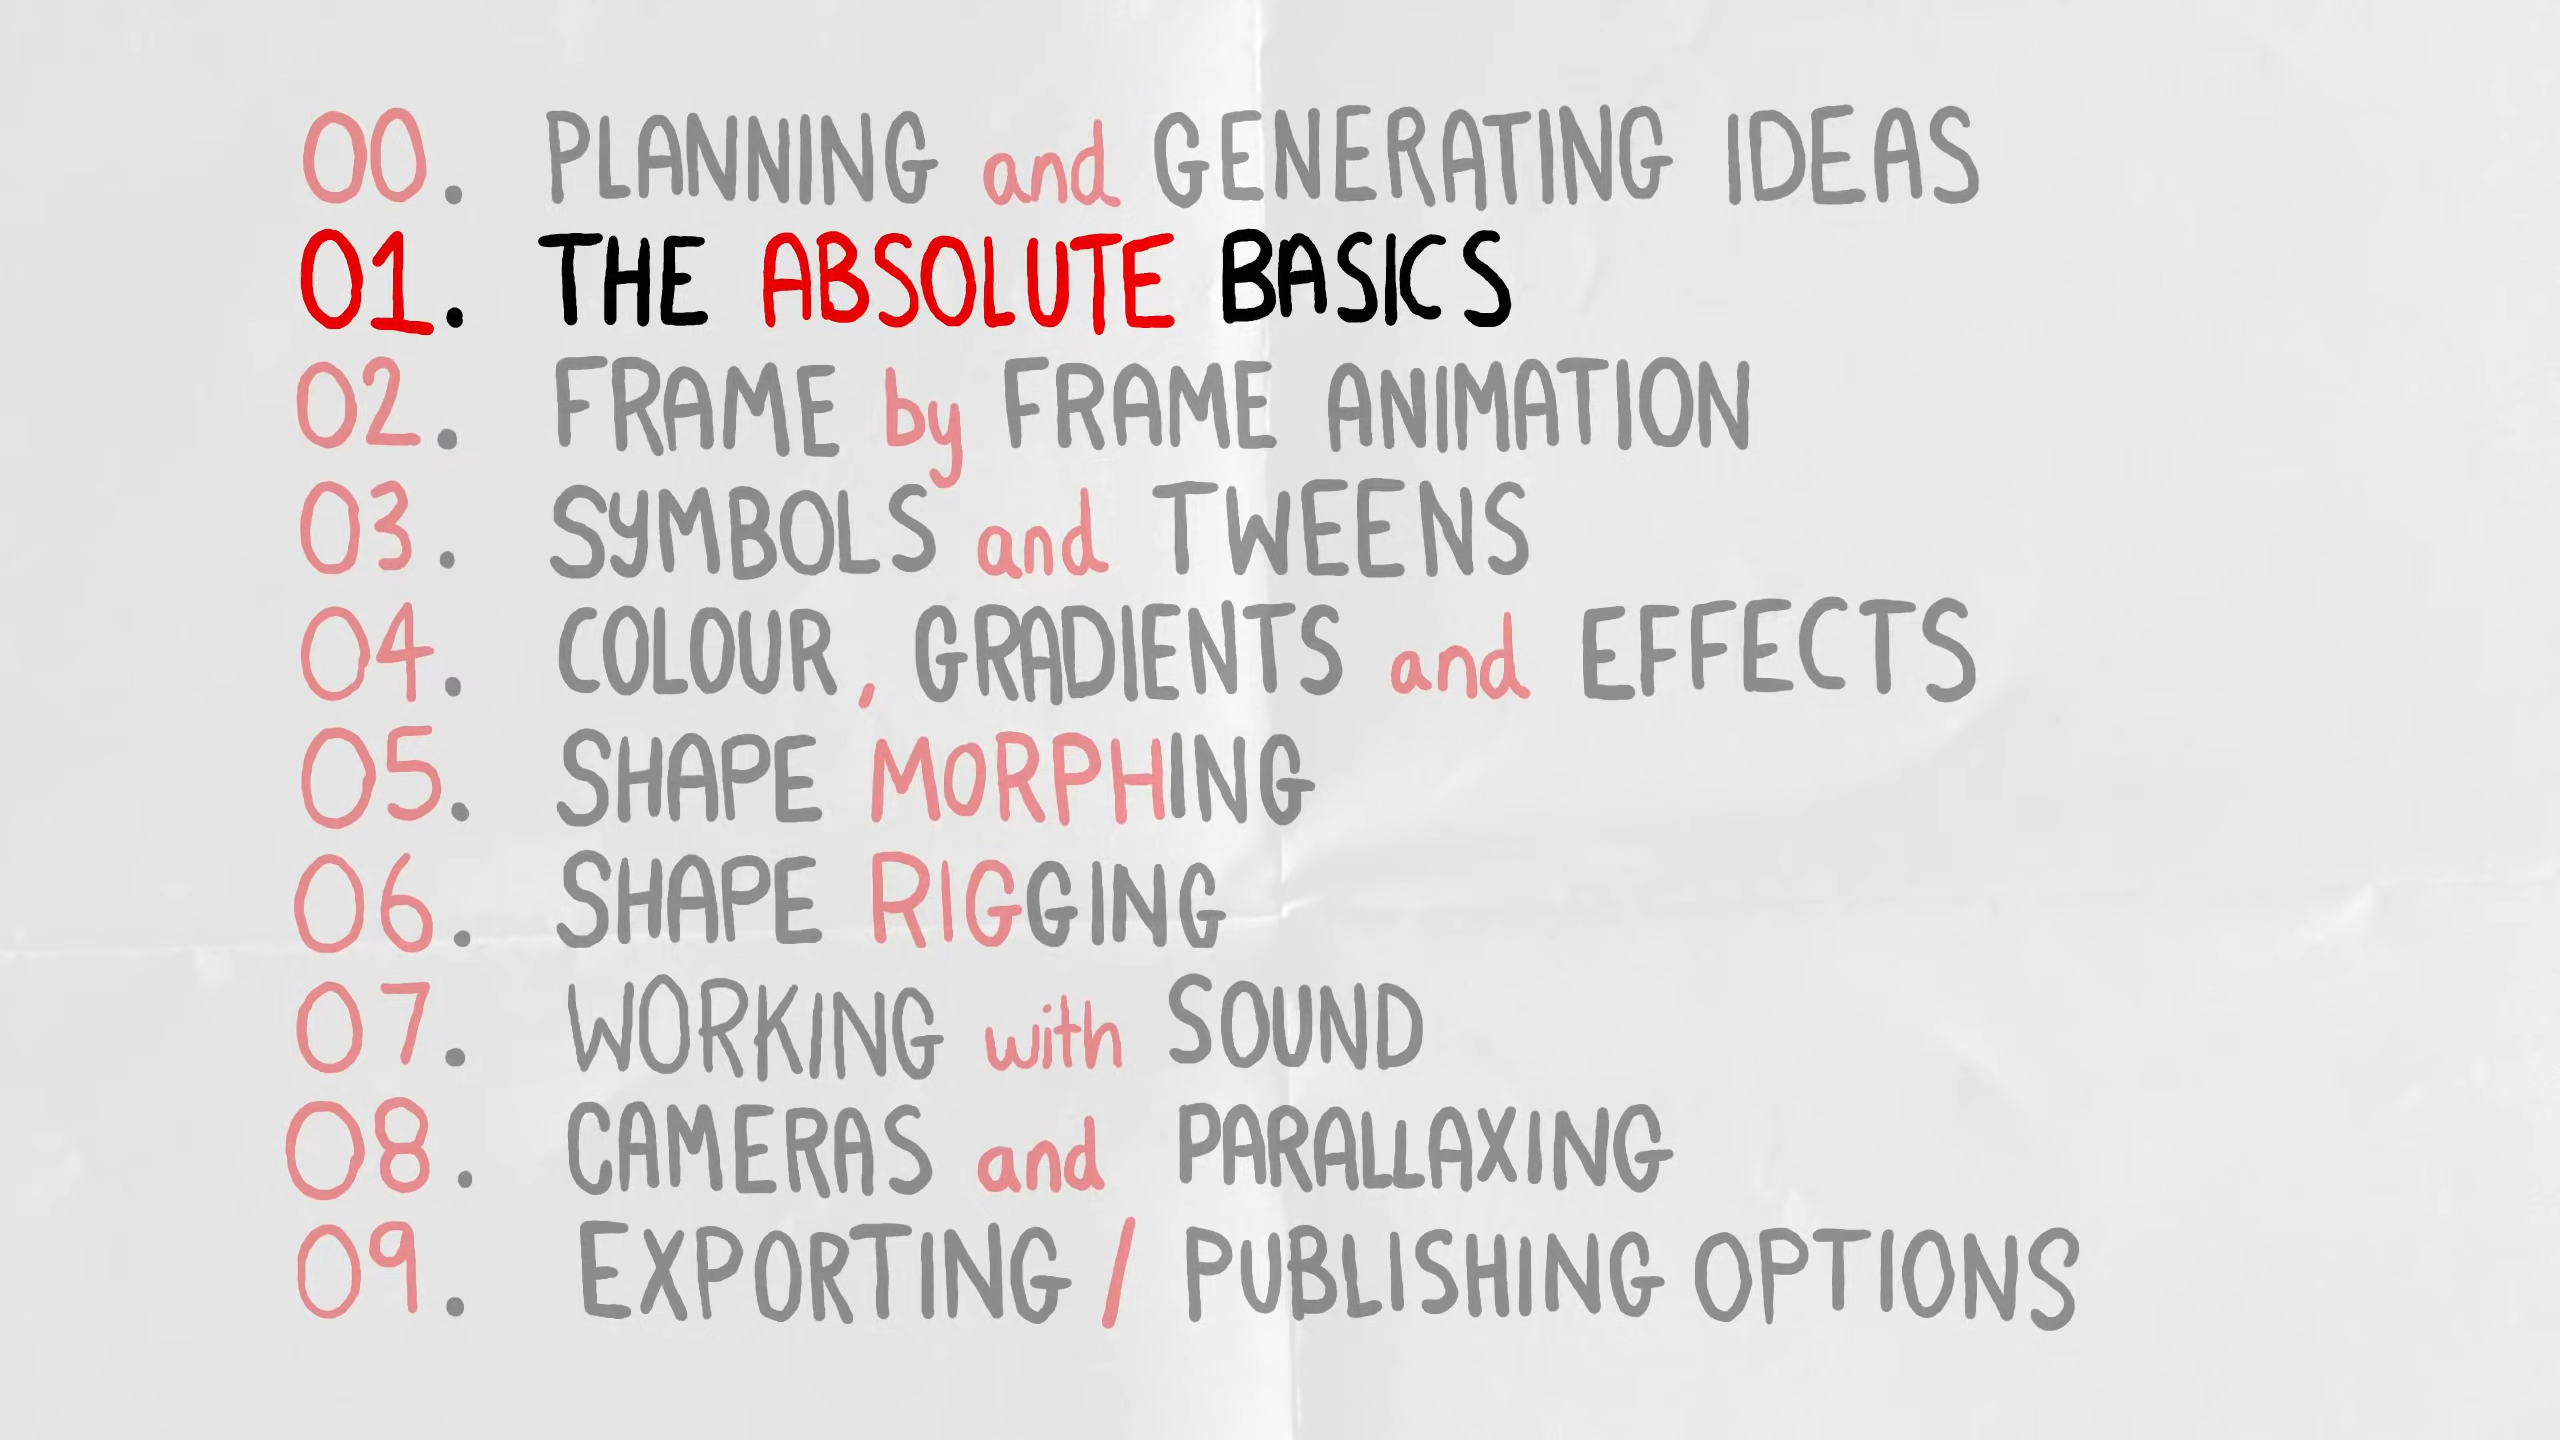 00. PLANNING and GENERATING IDEAS
01. THE ABSOLUTE BASICS
02. FRAME by FRAME ANIMATION
03. SYMBOLS and TWEENS
04. COLOUR, GRADIENTS and EFFECTS
05. SHAPE MORPHING
06. SHAPE RIGGING
07. WORKING with SOUND
08. CAMERAS and PARALLAXING
09. EXPORTING / PUBLISHING OPTIONS